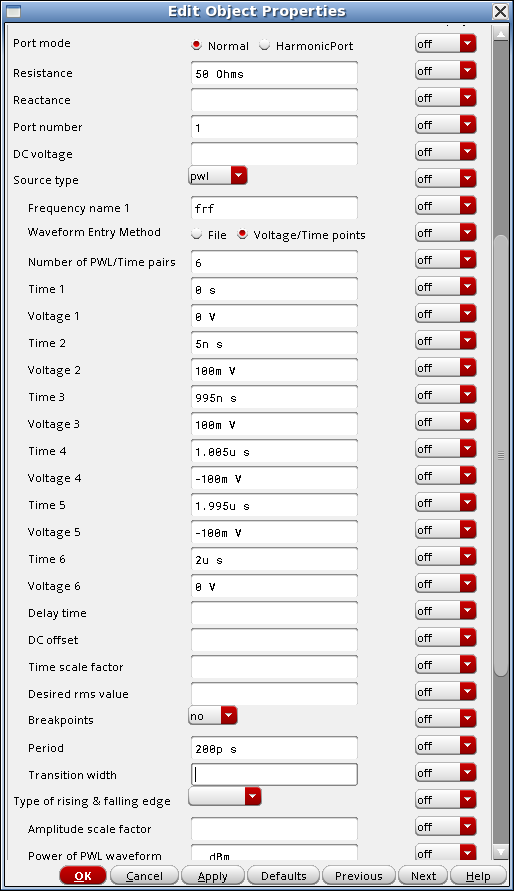 Edit Object Properties
Port mode Normal HarmonicPort off
Resistance 50 Ohms off
Reactance off
Port number 1 off
DC voltage off
Source type pwl off
Frequency name 1 frf off
Waveform Entry Method File Voltage/Time points off
Number of PWL/Time pairs 6 off
Time 1 0 s off
Voltage 1 0 V off
Time 2 5n s off
Voltage 2 100m V off
Time 3 995n s off
Voltage 3 100m V off
Time 4 1.005u s off
Voltage 4 -100m V off
Time 5 1.995u s off
Voltage 5 -100m V off
Time 6 2u s off
Voltage 6 0 V off
Delay time off
DC offset off
Time scale factor off
Desired rms value off
Breakpoints no off
Period 200p s off
Transition width off
Type of rising & falling edge off
Amplitude scale factor off
Power of PWL waveform dBm off
OK Cancel Apply Defaults Previous Next Help